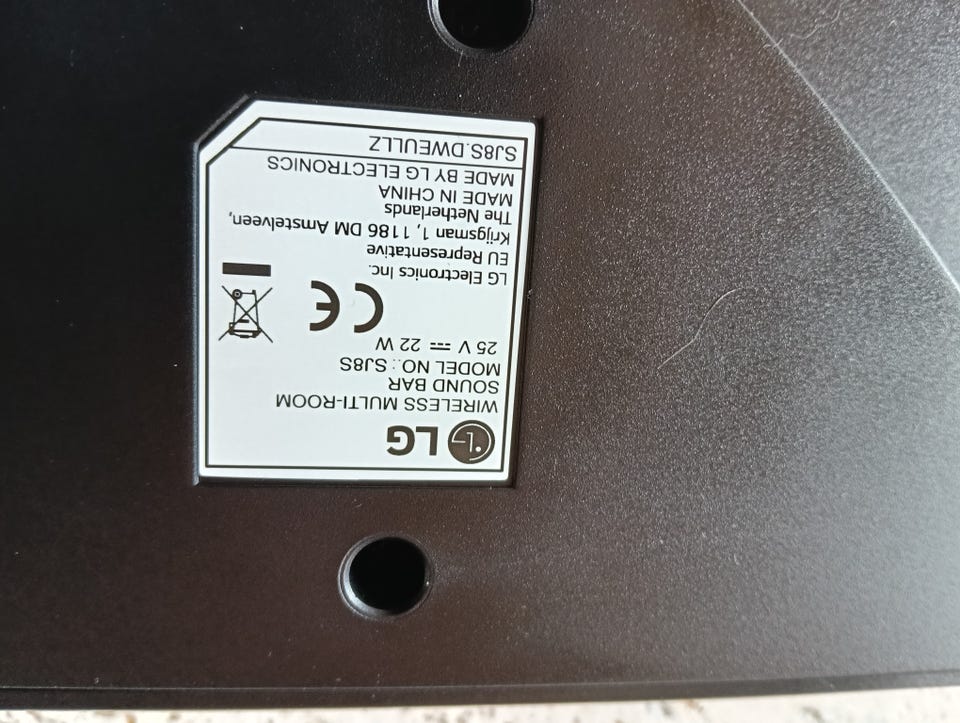 LG
WIRELESS MULTI-ROOM
SOUND BAR
MODEL NO.: SJ8S
25 V ⎓ 22 W
CE
LG Electronics Inc.
EU Representative
Krijgsman 1, 1186 DM Amstelveen,
The Netherlands
MADE IN CHINA
MADE BY LG ELECTRONICS
SJ8S.DWEULLZ